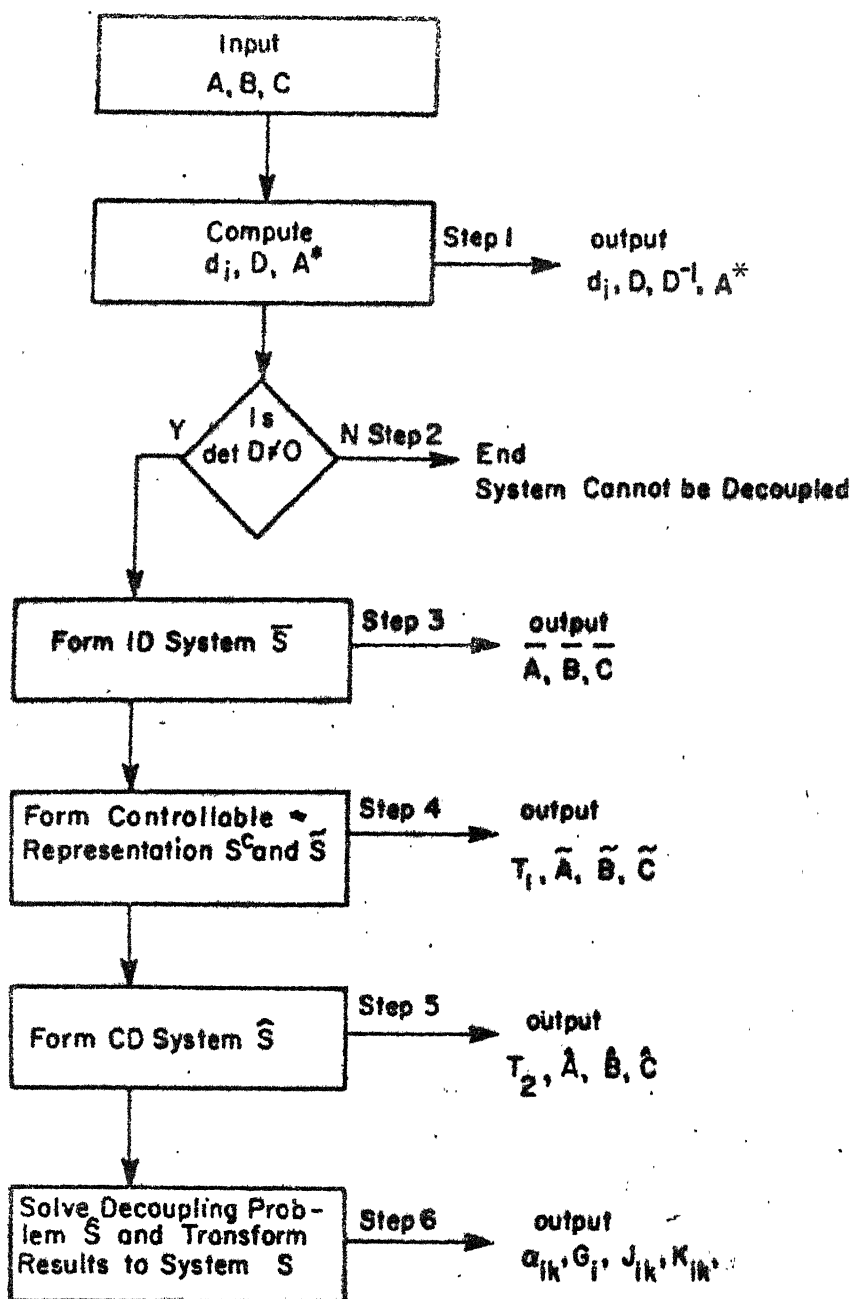 Input
A, B, C
Compute
dᵢ, D, A*
Step 1
output
dᵢ, D, D⁻¹, A*
Is
det D≠0
Y
N Step 2
End
System Cannot be Decoupled
Form ID System S̄
Step 3
output
Ā, B̄, C̄
Form Controllable
Representation Sᶜ and S̃
Step 4
output
T₁, Ã, B̃, C̃
Form CD System Ŝ
Step 5
output
T₂, Â, B̂, Ĉ
Solve Decoupling Prob-
lem Ŝ and Transform
Results to System S
Step 6
output
αᵢₖ, Gᵢ, Jᵢₖ, Kᵢₖ,